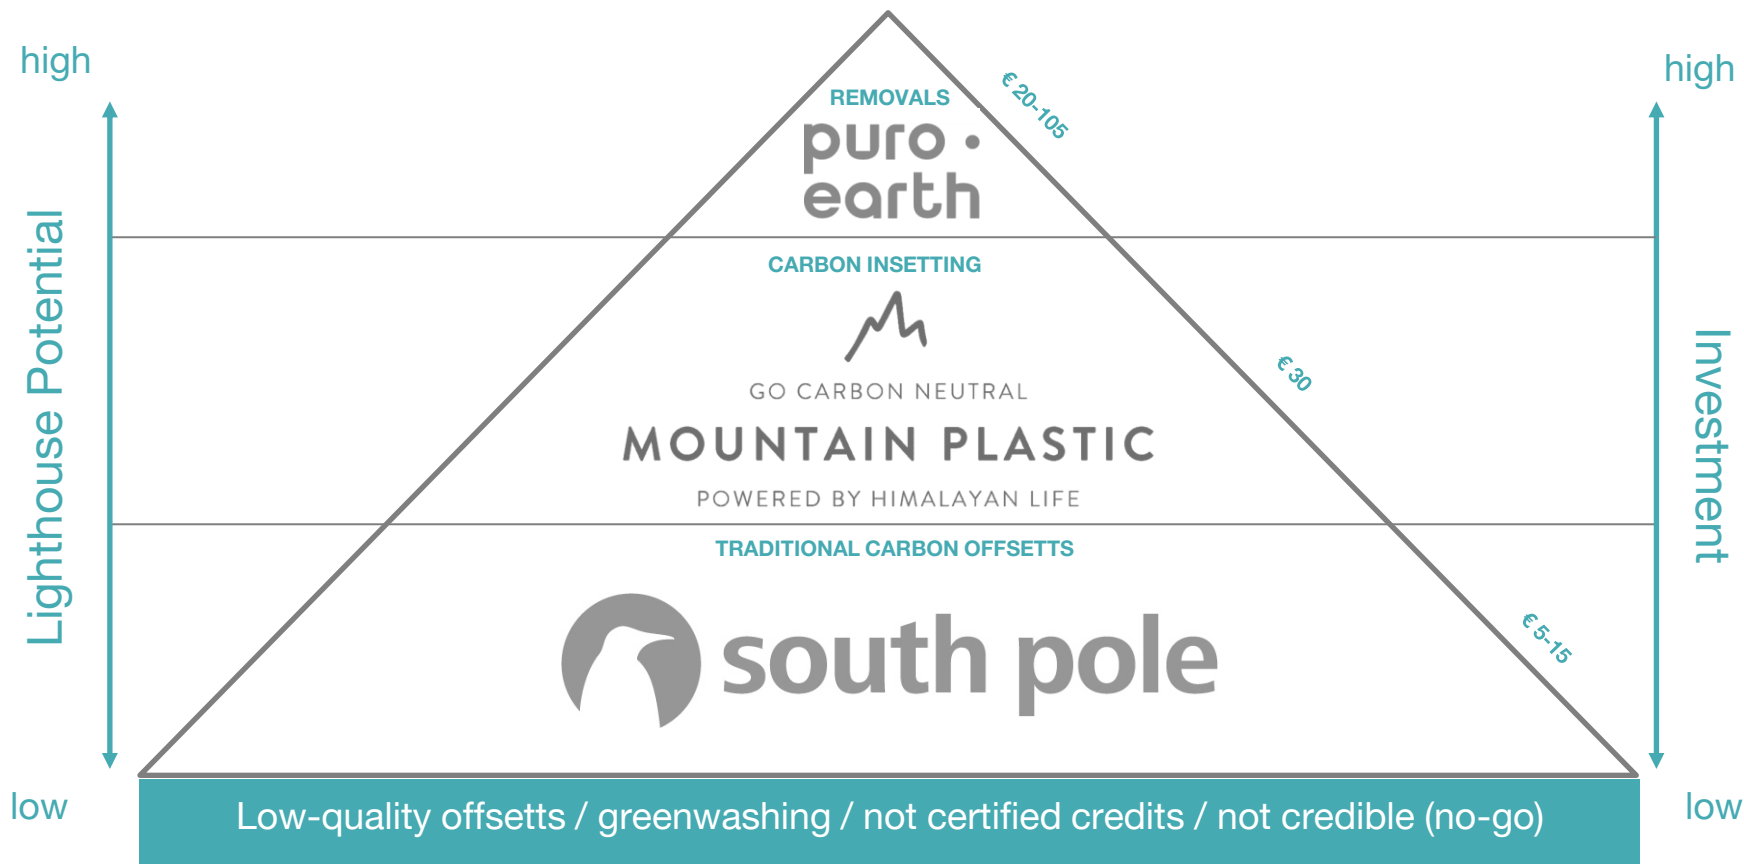 high
high
REMOVALS
€ 20-105
puro·
earth
CARBON INSETTING
GO CARBON NEUTRAL
MOUNTAIN PLASTIC
POWERED BY HIMALAYAN LIFE
€ 30
Lighthouse Potential
Investment
TRADITIONAL CARBON OFFSETTS
south pole
€ 5-15
low
low
Low-quality offsetts / greenwashing / not certified credits / not credible (no-go)